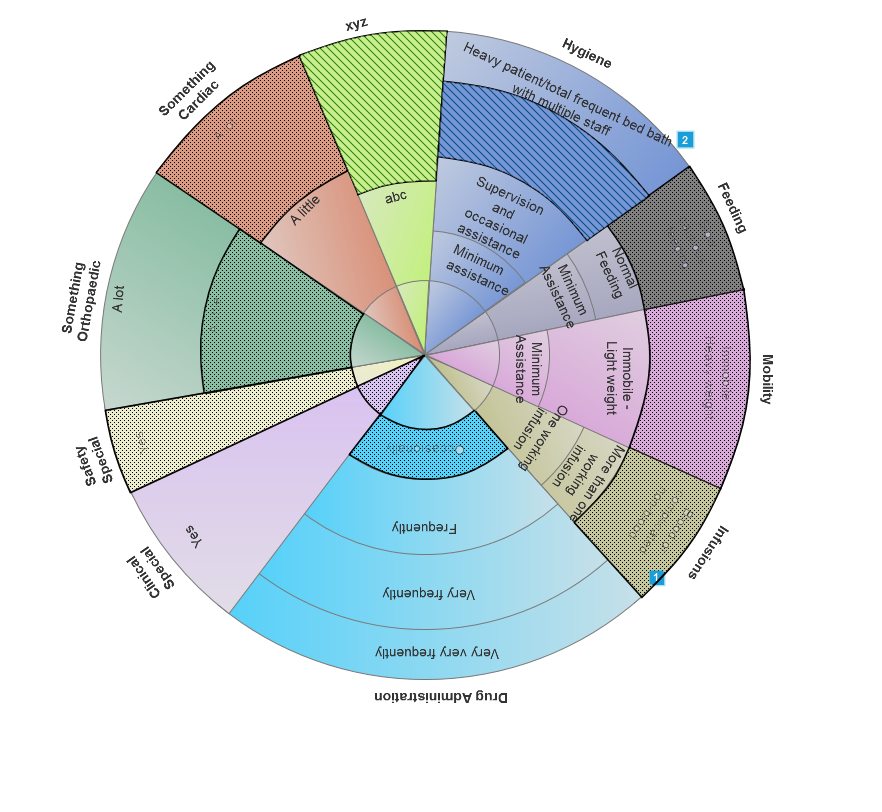 xyz
Hygiene
Something
Cardiac
Heavy patient/total frequent bed bath
with multiple staff
2
Feeding
A little
abc
Supervision
and
occasional
assistance
Minimum
assistance
Normal
Feeding
Minimum
Assistance
Something
Orthopaedic
A lot
Mobility
Immobile -
Light weight
Minimum
Assistance
Immobile
One working
infusion
More than one
working
infusion
Infusions
1
Special
Safety
Clinical
Special
Yes
Occasionally
Frequently
Very frequently
Very very frequently
Drug Administration